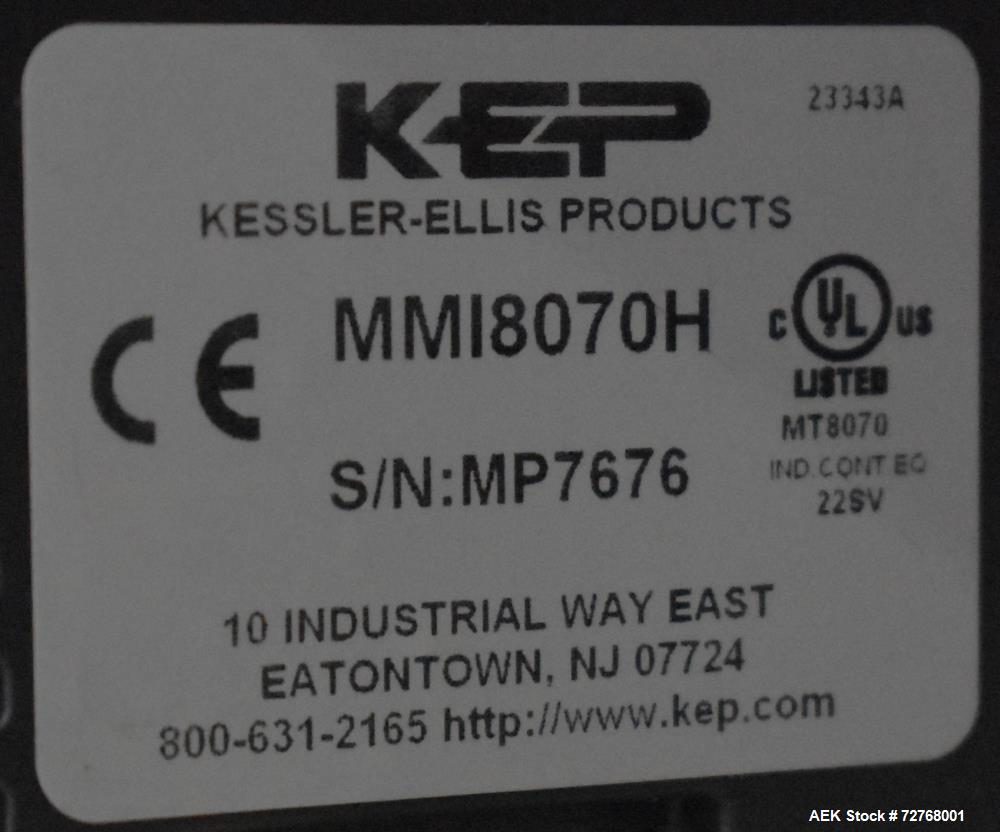 KEP
23343A
KESSLER-ELLIS PRODUCTS
CE
MMI8070H
C UL US
LISTED
MT8070
IND.CONT EQ
22SV
S/N:MP7676
10 INDUSTRIAL WAY EAST
EATONTOWN, NJ 07724
800-631-2165 http://www.kep.com
AEK Stock # 72768001